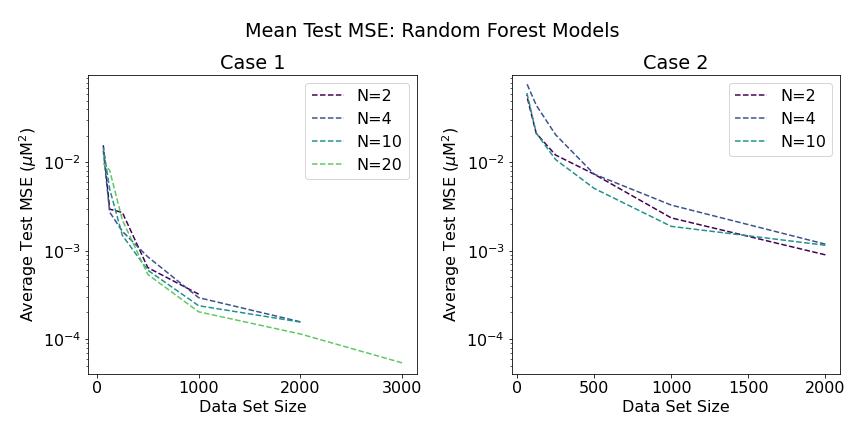 Mean Test MSE: Random Forest Models
Case 1
Average Test MSE (μM²)
10⁻²
10⁻³
10⁻⁴
0
1000
2000
3000
Data Set Size
N=2
N=4
N=10
N=20
Case 2
Average Test MSE (μM²)
10⁻²
10⁻³
10⁻⁴
0
500
1000
1500
2000
Data Set Size
N=2
N=4
N=10